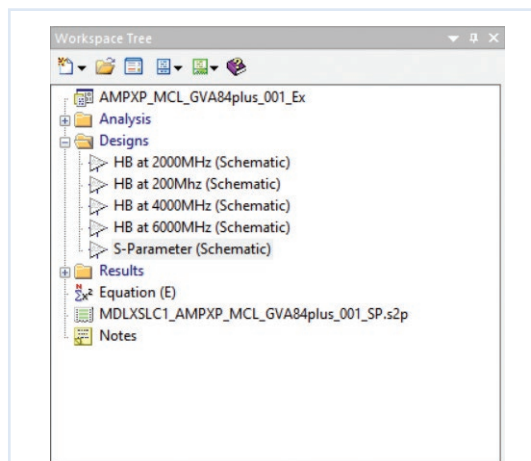 Workspace Tree
AMPXP_MCL_GVA84plus_001_Ex
Analysis
Designs
HB at 2000MHz (Schematic)
HB at 200Mhz (Schematic)
HB at 4000MHz (Schematic)
HB at 6000MHz (Schematic)
S-Parameter (Schematic)
Results
Equation (E)
MDLXSLC1_AMPXP_MCL_GVA84plus_001_SP.s2p
Notes